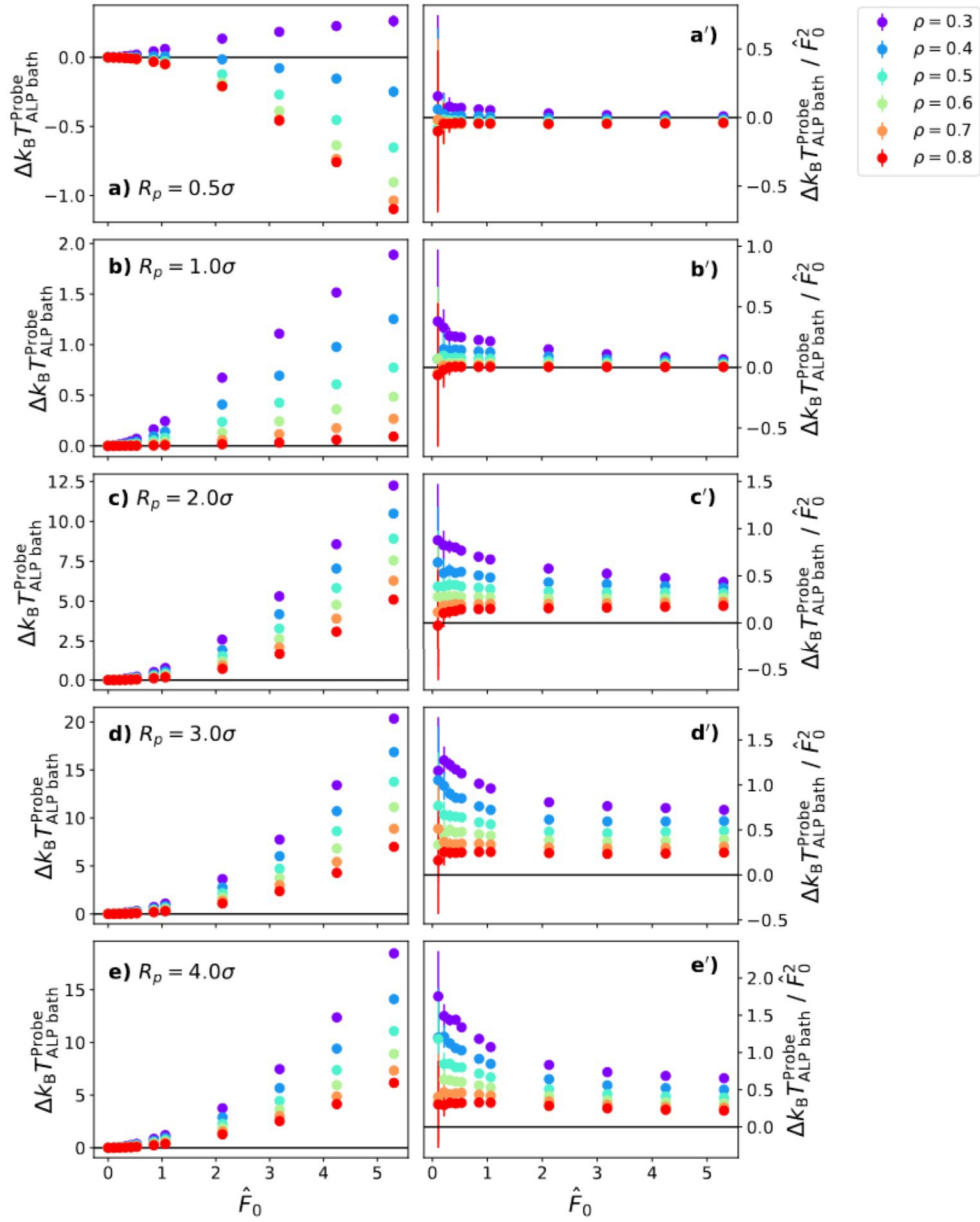 0.0
−0.5
−1.0
Δk_B T^Probe_ALP bath
a) R_p = 0.5σ
a′)
0.5
0.0
−0.5
Δk_B T^Probe_ALP bath / F̂_0^2
ρ = 0.3
ρ = 0.4
ρ = 0.5
ρ = 0.6
ρ = 0.7
ρ = 0.8
2.0
1.5
1.0
0.5
0.0
Δk_B T^Probe_ALP bath
b) R_p = 1.0σ
b′)
1.0
0.5
0.0
−0.5
Δk_B T^Probe_ALP bath / F̂_0^2
12.5
10.0
7.5
5.0
2.5
0.0
Δk_B T^Probe_ALP bath
c) R_p = 2.0σ
c′)
1.5
1.0
0.5
0.0
−0.5
Δk_B T^Probe_ALP bath / F̂_0^2
20
15
10
5
0
Δk_B T^Probe_ALP bath
d) R_p = 3.0σ
d′)
1.5
1.0
0.5
0.0
−0.5
Δk_B T^Probe_ALP bath / F̂_0^2
15
10
5
0
Δk_B T^Probe_ALP bath
e) R_p = 4.0σ
e′)
2.0
1.5
1.0
0.5
0.0
Δk_B T^Probe_ALP bath / F̂_0^2
0 1 2 3 4 5
F̂_0
0 1 2 3 4 5
F̂_0